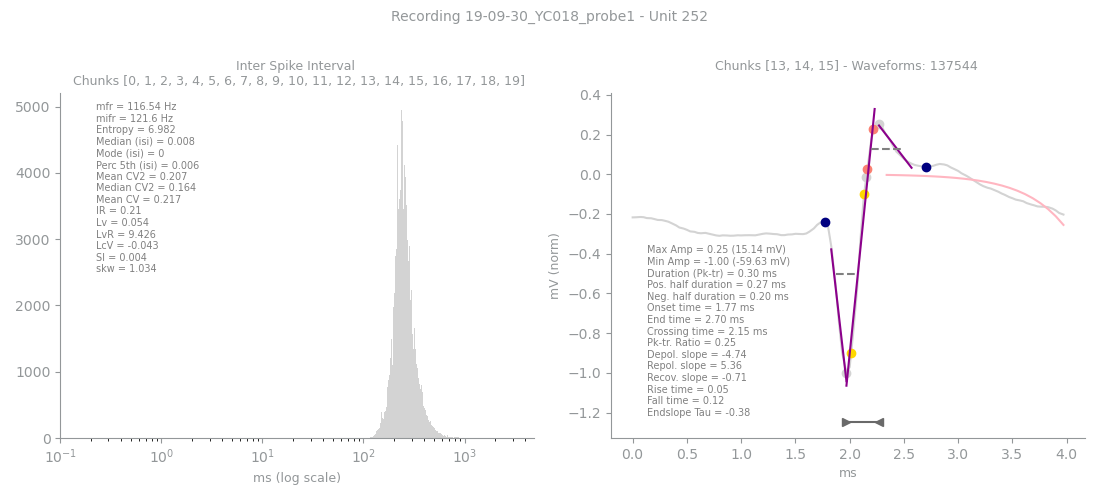 Recording 19-09-30_YC018_probe1 - Unit 252
Inter Spike Interval
Chunks [0, 1, 2, 3, 4, 5, 6, 7, 8, 9, 10, 11, 12, 13, 14, 15, 16, 17, 18, 19]
mfr = 116.54 Hz
mifr = 121.6 Hz
Entropy = 6.982
Median (isi) = 0.008
Mode (isi) = 0
Perc 5th (isi) = 0.006
Mean CV2 = 0.207
Median CV2 = 0.164
Mean CV = 0.217
IR = 0.21
Lv = 0.054
LvR = 9.426
LcV = -0.043
SI = 0.004
skw = 1.034
5000
4000
3000
2000
1000
0
10⁻¹ 10⁰ 10¹ 10² 10³
ms (log scale)
Chunks [13, 14, 15] - Waveforms: 137544
mV (norm)
0.4
0.2
0.0
−0.2
−0.4
−0.6
−0.8
−1.0
−1.2
Max Amp = 0.25 (15.14 mV)
Min Amp = -1.00 (-59.63 mV)
Duration (Pk-tr) = 0.30 ms
Pos. half duration = 0.27 ms
Neg. half duration = 0.20 ms
Onset time = 1.77 ms
End time = 2.70 ms
Crossing time = 2.15 ms
Pk-tr. Ratio = 0.25
Depol. slope = -4.74
Repol. slope = 5.36
Recov. slope = -0.71
Rise time = 0.05
Fall time = 0.12
Endslope Tau = -0.38
0.0 0.5 1.0 1.5 2.0 2.5 3.0 3.5 4.0
ms